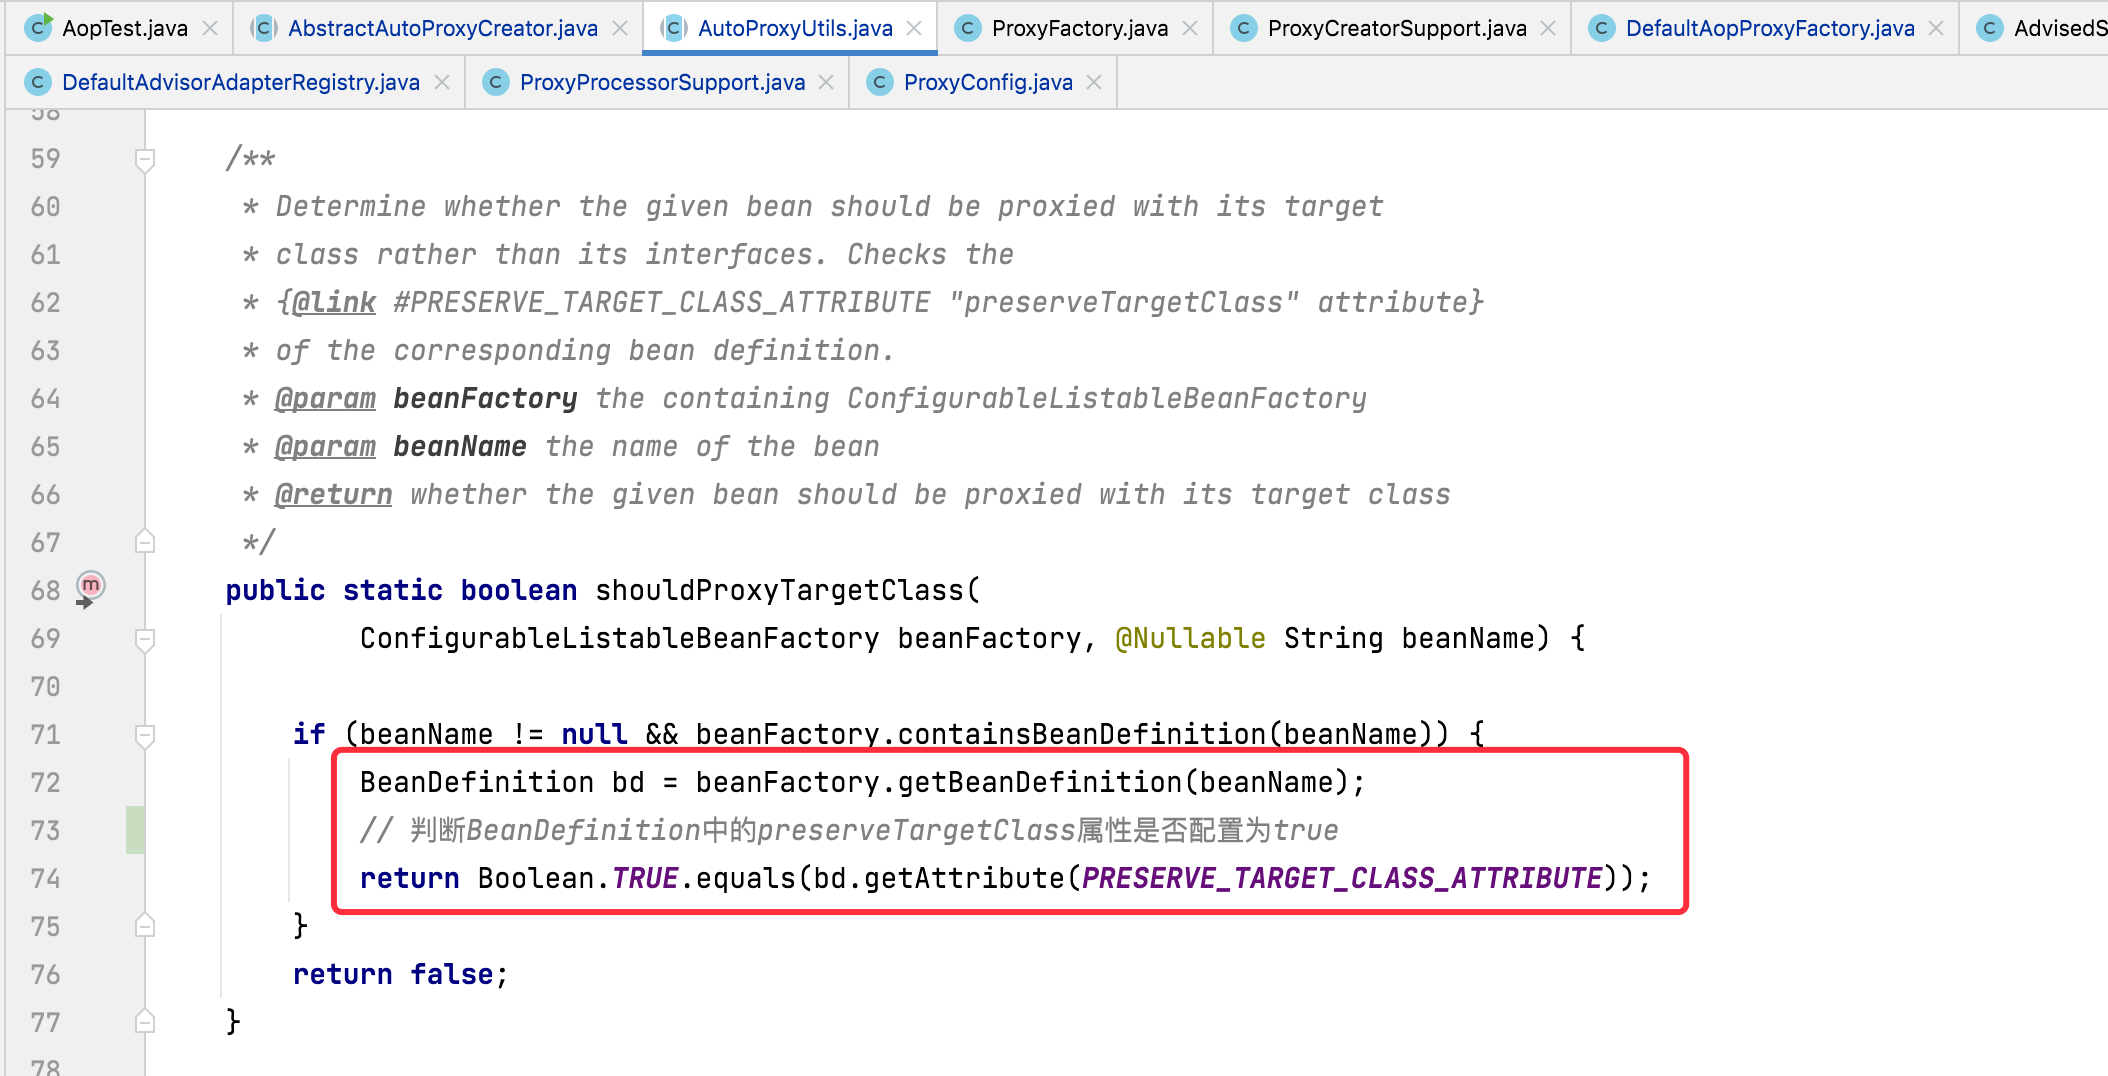 AopTest.java AbstractAutoProxyCreator.java AutoProxyUtils.java ProxyFactory.java ProxyCreatorSupport.java DefaultAopProxyFactory.java AdvisedS
DefaultAdvisorAdapterRegistry.java ProxyProcessorSupport.java ProxyConfig.java
58
59 /**
60 * Determine whether the given bean should be proxied with its target
61 * class rather than its interfaces. Checks the
62 * {@link #PRESERVE_TARGET_CLASS_ATTRIBUTE "preserveTargetClass" attribute}
63 * of the corresponding bean definition.
64 * @param beanFactory the containing ConfigurableListableBeanFactory
65 * @param beanName the name of the bean
66 * @return whether the given bean should be proxied with its target class
67 */
68 public static boolean shouldProxyTargetClass(
69 ConfigurableListableBeanFactory beanFactory, @Nullable String beanName) {
70
71 if (beanName != null && beanFactory.containsBeanDefinition(beanName)) {
72 BeanDefinition bd = beanFactory.getBeanDefinition(beanName);
73 // 判断BeanDefinition中的preserveTargetClass属性是否配置为true
74 return Boolean.TRUE.equals(bd.getAttribute(PRESERVE_TARGET_CLASS_ATTRIBUTE));
75 }
76 return false;
77 }
78